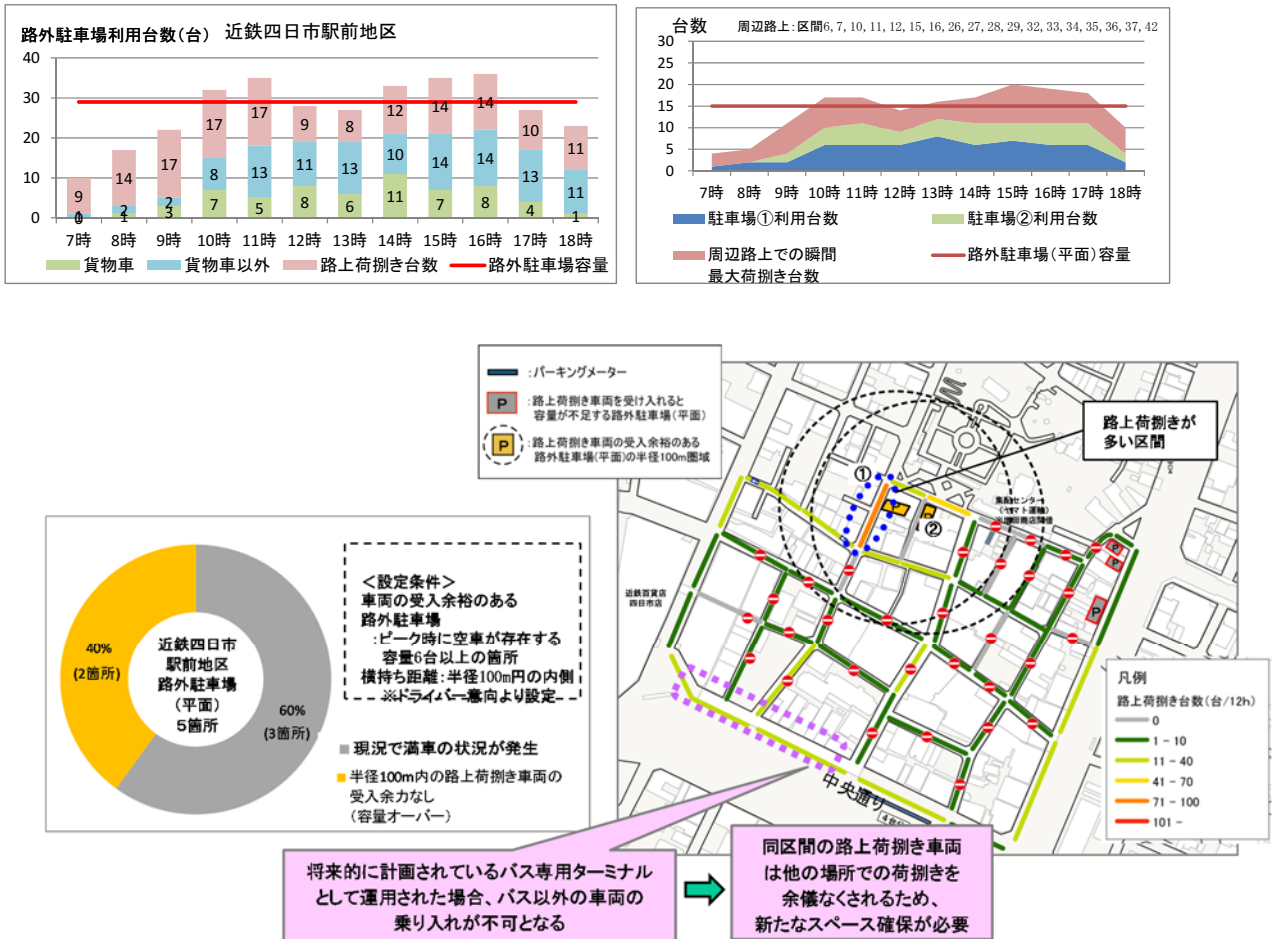 路外駐車場利用台数(台) 近鉄四日市駅前地区
40
30
20
10
0
9
1
0
14
2
1
17
2
3
17
8
7
17
13
5
9
11
8
8
13
6
12
10
11
14
14
7
14
14
8
10
13
4
11
11
1
7時 8時 9時 10時 11時 12時 13時 14時 15時 16時 17時 18時
貨物車 貨物車以外 路上荷捌き台数 路外駐車場容量
台数 周辺路上:区間6, 7, 10, 11, 12, 15, 16, 26, 27, 28, 29, 32, 33, 34, 35, 36, 37, 42
30
25
20
15
10
5
0
7時 8時 9時 10時 11時 12時 13時 14時 15時 16時 17時 18時
駐車場①利用台数 駐車場②利用台数
周辺路上での瞬間
最大荷捌き台数
路外駐車場(平面)容量
:パーキングメーター
P
:路上荷捌き車両を受け入れると
容量が不足する路外駐車場(平面)
P
:路上荷捌き車両の受入余裕のある
路外駐車場(平面)の半径100m圏域
路上荷捌きが
多い区間
①
②
P
P
集配センター
(ヤマト運輸)
P
P
P
近鉄百貨店
四日市店
中央通り
凡例
路上荷捌き台数(台/12h)
0
1 - 10
11 - 40
41 - 70
71 - 100
101 -
40%
(2箇所)
近鉄四日市
駅前地区
路外駐車場
(平面)
5箇所
60%
(3箇所)
<設定条件>
車両の受入余裕のある
路外駐車場
:ピーク時に空車が存在する
容量6台以上の箇所
横持ち距離:半径100m円の内側
※ドライバー意向より設定
現況で満車の状況が発生
半径100m内の路上荷捌き車両の
受入余力なし
(容量オーバー)
将来的に計画されているバス専用ターミナル
として運用された場合、バス以外の車両の
乗り入れが不可となる
同区間の路上荷捌き車両
は他の場所での荷捌きを
余儀なくされるため、
新たなスペース確保が必要